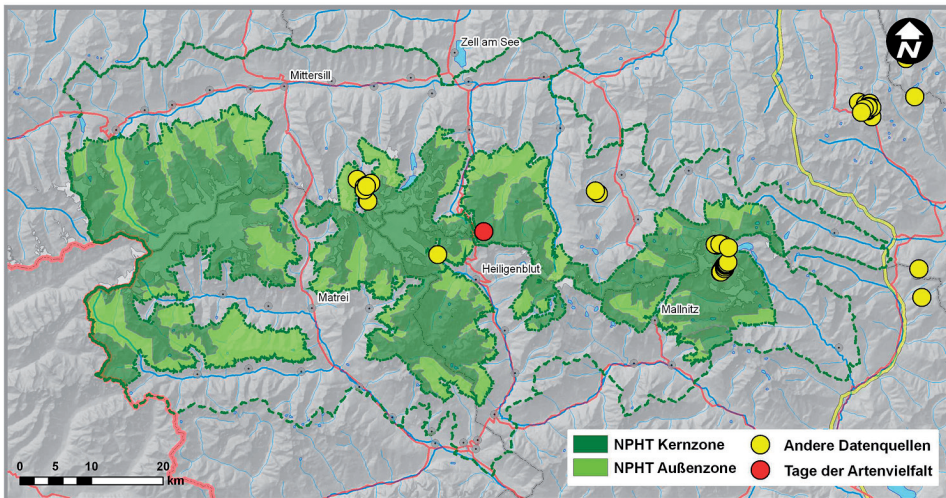 Zell am See
N
Mittersill
Heiligenblut
Matrei
Mallnitz
NPHT Kernzone
Andere Datenquellen
NPHT Außenzone
Tage der Artenvielfalt
0 5 10 20
km